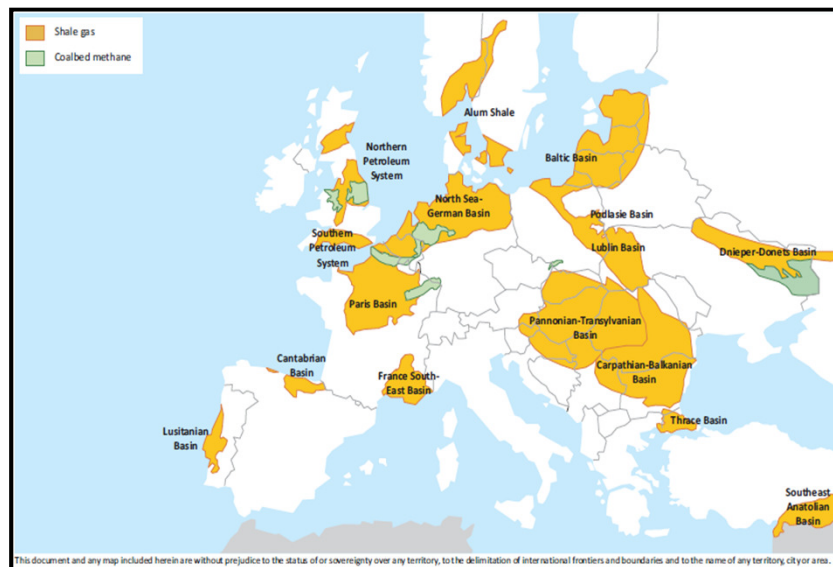 Shale gas
Coalbed methane
Alum Shale
Northern
Petroleum
System
Baltic Basin
North Sea-
German Basin
Podlasie Basin
Southern
Petroleum
System
Lublin Basin
Dnieper-Donets Basin
Paris Basin
Pannonian-Transylvanian
Basin
Cantabrian
Basin
France South-
East Basin
Carpathian-Balkanian
Basin
Lusitanian
Basin
Thrace Basin
Southeast
Anatolian
Basin
This document and any map included herein are without prejudice to the status of or sovereignty over any territory, to the delimitation of international frontiers and boundaries and to the name of any territory, city or area.